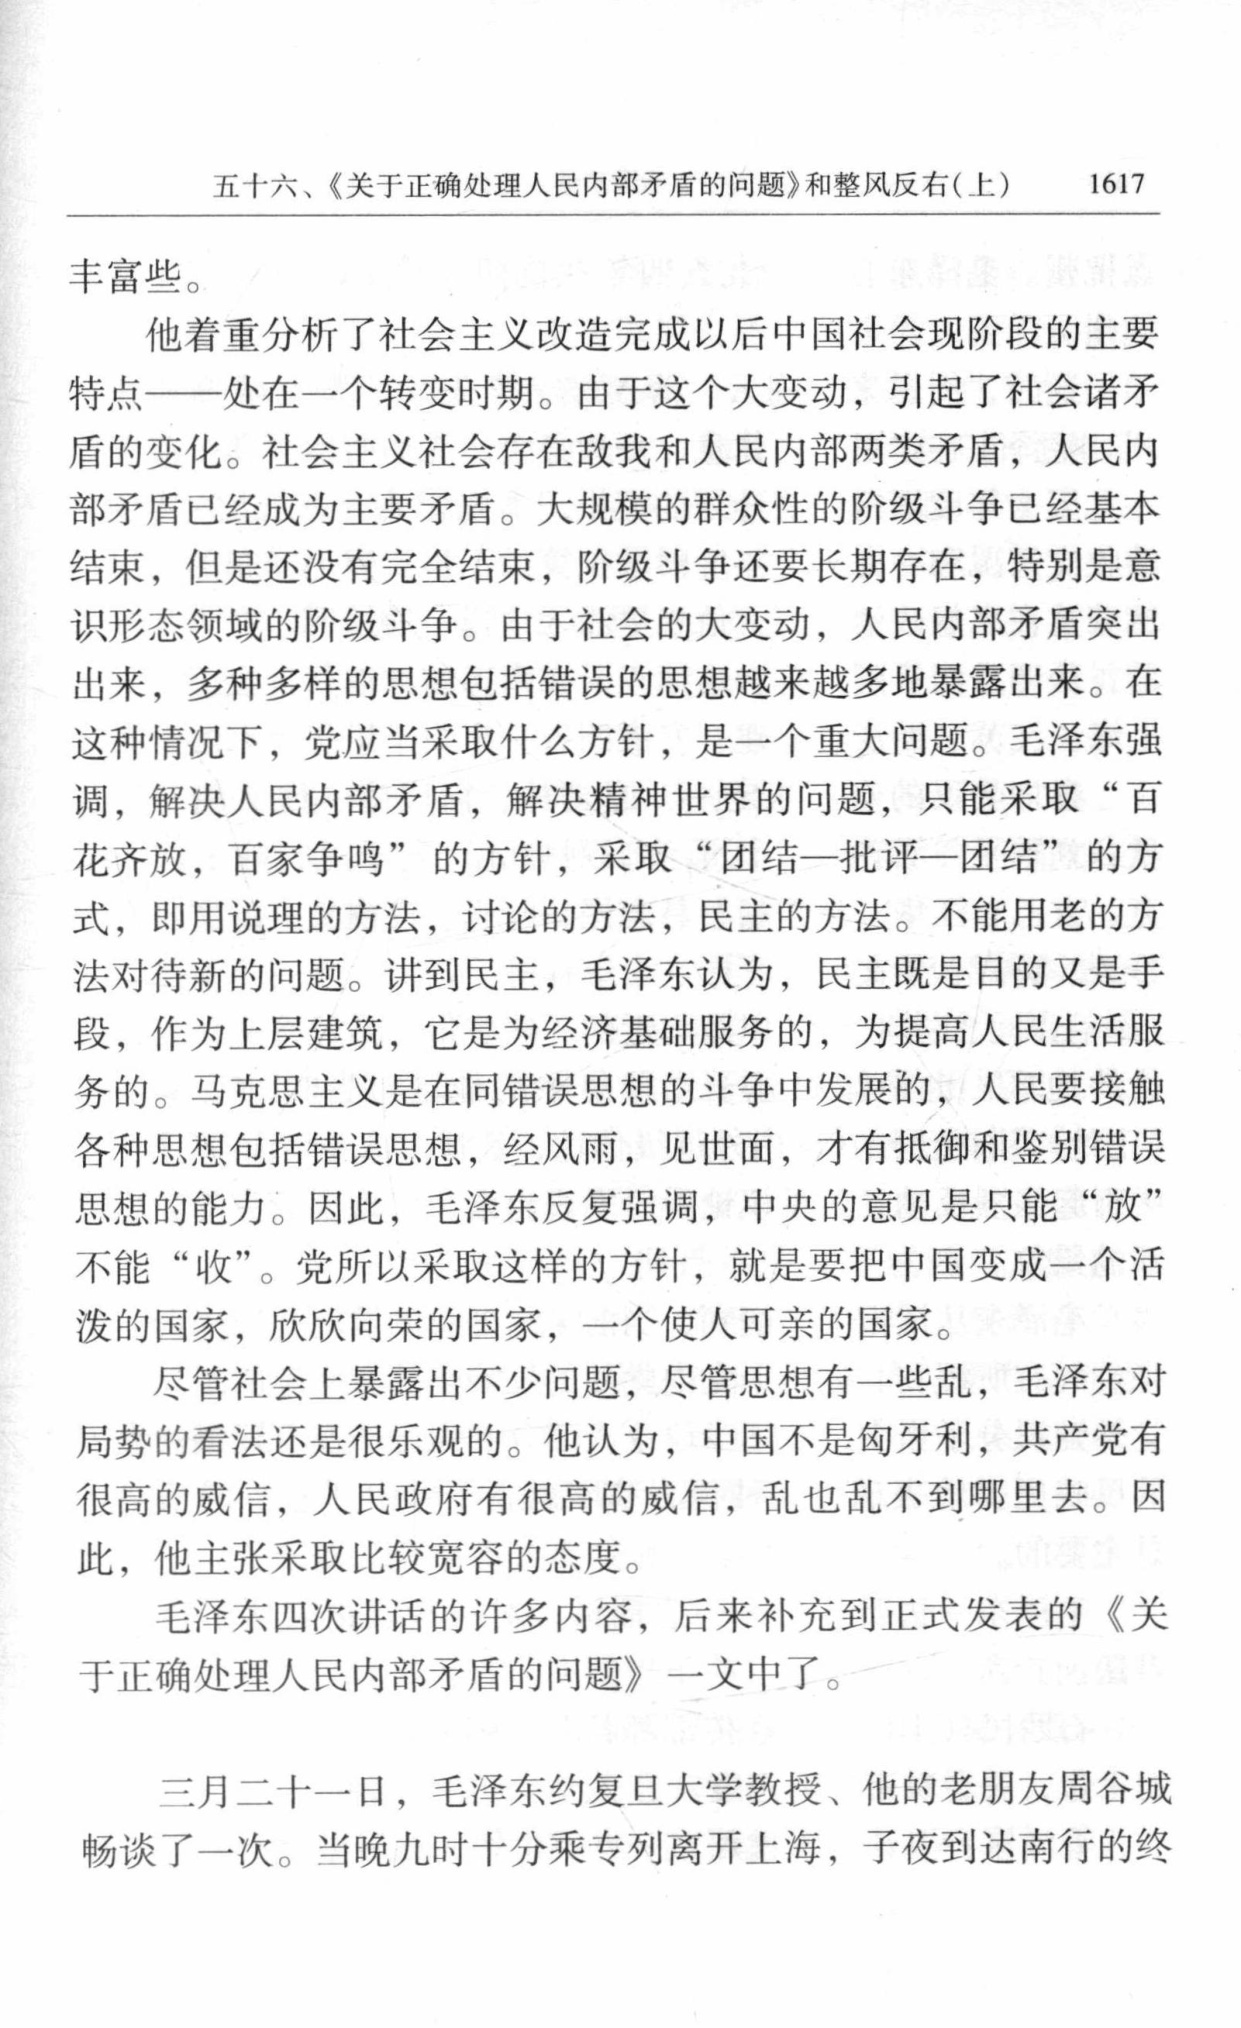 五十六、《关于正确处理人民内部矛盾的问题》和整风反右(上) 1617
丰富些。
他着重分析了社会主义改造完成以后中国社会现阶段的主要
特点——处在一个转变时期。由于这个大变动，引起了社会诸矛
盾的变化。社会主义社会存在敌我和人民内部两类矛盾，人民内
部矛盾已经成为主要矛盾。大规模的群众性的阶级斗争已经基本
结束，但是还没有完全结束，阶级斗争还要长期存在，特别是意
识形态领域的阶级斗争。由于社会的大变动，人民内部矛盾突出
出来，多种多样的思想包括错误的思想越来越多地暴露出来。在
这种情况下，党应当采取什么方针，是一个重大问题。毛泽东强
调，解决人民内部矛盾，解决精神世界的问题，只能采取“百
花齐放，百家争鸣”的方针，采取“团结—批评—团结”的方
式，即用说理的方法，讨论的方法，民主的方法。不能用老的方
法对待新的问题。讲到民主，毛泽东认为，民主既是目的又是手
段，作为上层建筑，它是为经济基础服务的，为提高人民生活服
务的。马克思主义是在同错误思想的斗争中发展的，人民要接触
各种思想包括错误思想，经风雨，见世面，才有抵御和鉴别错误
思想的能力。因此，毛泽东反复强调，中央的意见是只能“放”
不能“收”。党所以采取这样的方针，就是要把中国变成一个活
泼的国家，欣欣向荣的国家，一个使人可亲的国家。
尽管社会上暴露出不少问题，尽管思想有一些乱，毛泽东对
局势的看法还是很乐观的。他认为，中国不是匈牙利，共产党有
很高的威信，人民政府有很高的威信，乱也乱不到哪里去。因
此，他主张采取比较宽容的态度。
毛泽东四次讲话的许多内容，后来补充到正式发表的《关
于正确处理人民内部矛盾的问题》一文中了。
三月二十一日，毛泽东约复旦大学教授、他的老朋友周谷城
畅谈了一次。当晚九时十分乘专列离开上海，子夜到达南行的终